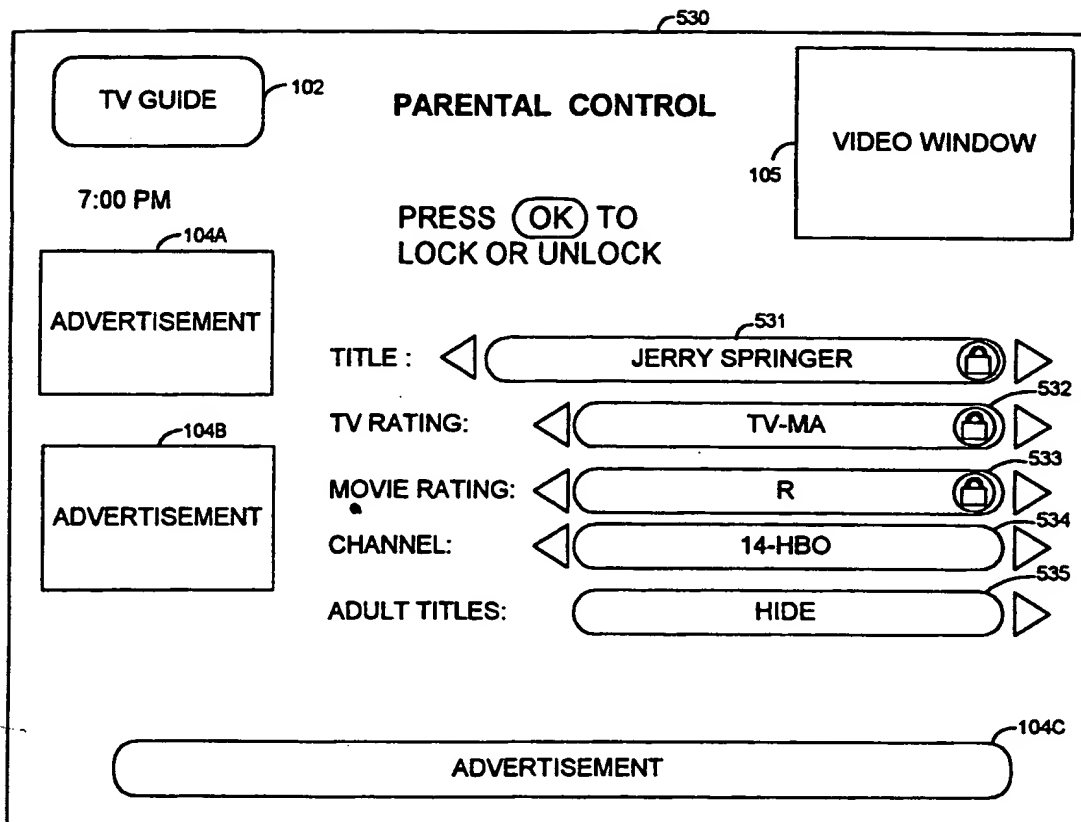 530
TV GUIDE
102
PARENTAL CONTROL
VIDEO WINDOW
105
7:00 PM
PRESS OK TO
LOCK OR UNLOCK
104A
ADVERTISEMENT
531
TITLE : JERRY SPRINGER
532
TV RATING: TV-MA
104B
ADVERTISEMENT
533
MOVIE RATING: R
534
CHANNEL: 14-HBO
535
ADULT TITLES: HIDE
104C
ADVERTISEMENT